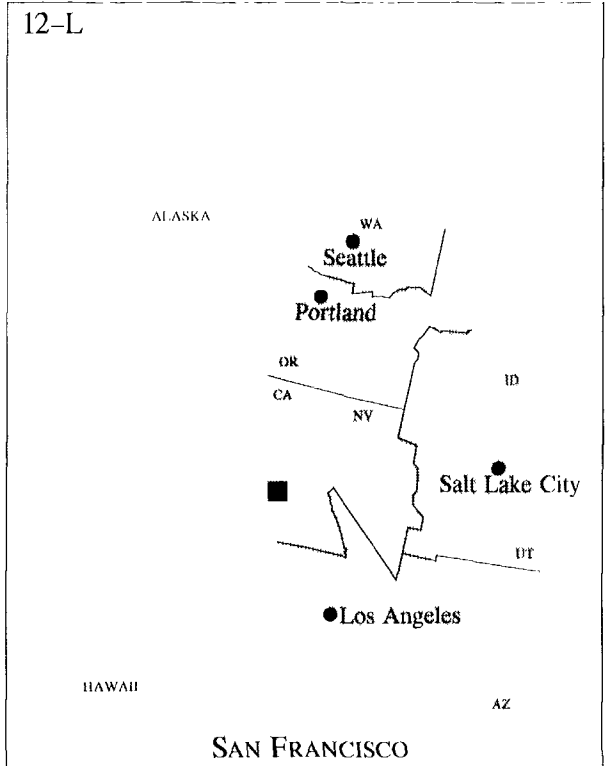 12–L
ALASKA
WA
Seattle
Portland
OR
CA
NV
ID
Salt Lake City
UT
Los Angeles
HAWAII
AZ
SAN FRANCISCO